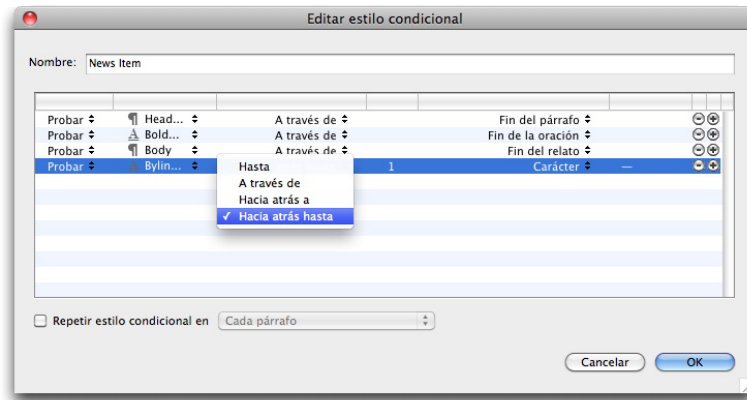 Editar estilo condicional
Nombre: News Item
Probar ¶ Head... A través de Fin del párrafo
Probar A Bold... A través de Fin de la oración
Probar ¶ Body A través de Fin del relato
Probar A Bylin... 1 Carácter —
Hasta
A través de
Hacia atrás a
✓ Hacia atrás hasta
Repetir estilo condicional en Cada párrafo
Cancelar OK